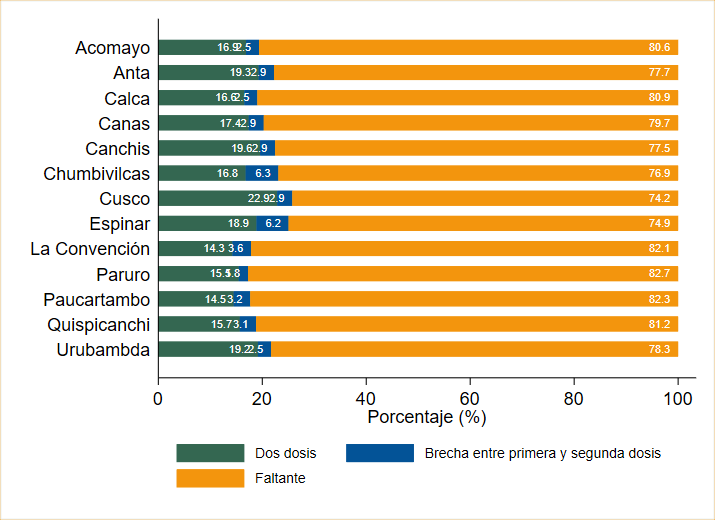 Acomayo 16.9 2.5 80.6
Anta 19.3 2.9 77.7
Calca 16.6 2.5 80.9
Canas 17.4 2.9 79.7
Canchis 19.6 2.9 77.5
Chumbivilcas 16.8 6.3 76.9
Cusco 22.9 2.9 74.2
Espinar 18.9 6.2 74.9
La Convención 14.3 3.6 82.1
Paruro 15.5 1.8 82.7
Paucartambo 14.5 3.2 82.3
Quispicanchi 15.7 3.1 81.2
Urubambda 19.2 2.5 78.3
0 20 40 60 80 100
Porcentaje (%)
Dos dosis Brecha entre primera y segunda dosis
Faltante